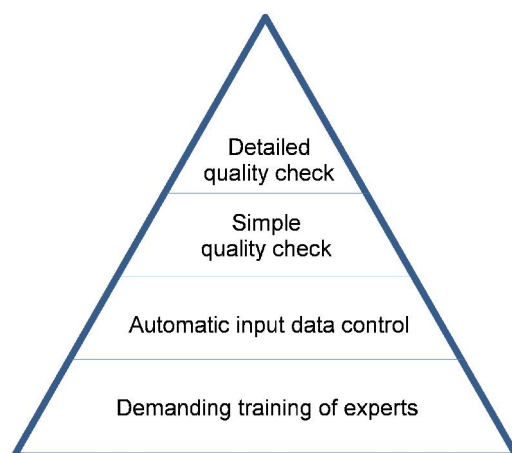 Detailed
quality check
Simple
quality check
Automatic input data control
Demanding training of experts